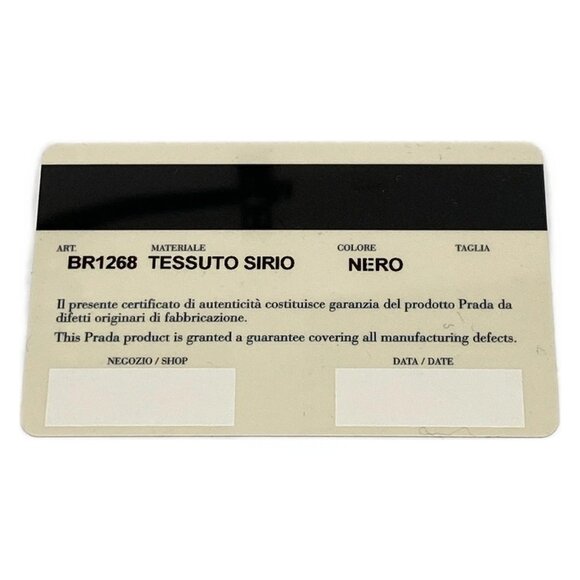 ART. MATERIALE COLORE TAGLIA
BR1268 TESSUTO SIRIO NERO
Il presente certificato di autenticità costituisce garanzia del prodotto Prada da
difetti originari di fabbricazione.
This Prada product is granted a guarantee covering all manufacturing defects.
NEGOZIO / SHOP DATA / DATE